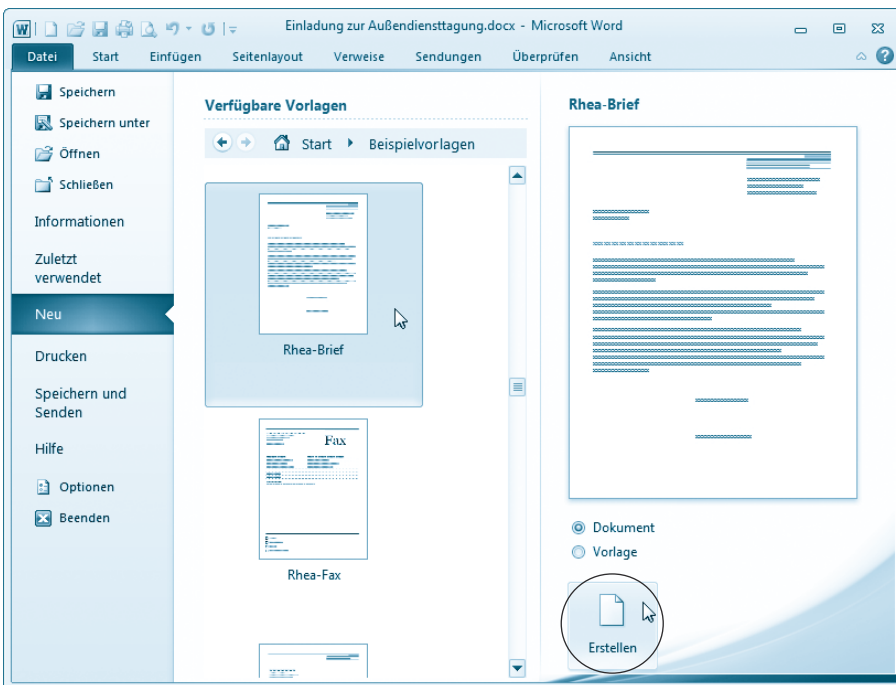 W
Einladung zur Außendiensttagung.docx - Microsoft Word
Datei Start Einfügen Seitenlayout Verweise Sendungen Überprüfen Ansicht
?
Speichern
Speichern unter
Öffnen
Schließen
Informationen
Zuletzt
verwendet
Neu
Drucken
Speichern und
Senden
Hilfe
Optionen
Beenden
Verfügbare Vorlagen
Start Beispielvorlagen
Rhea-Brief
Fax
Rhea-Fax
Rhea-Brief
Dokument
Vorlage
Erstellen